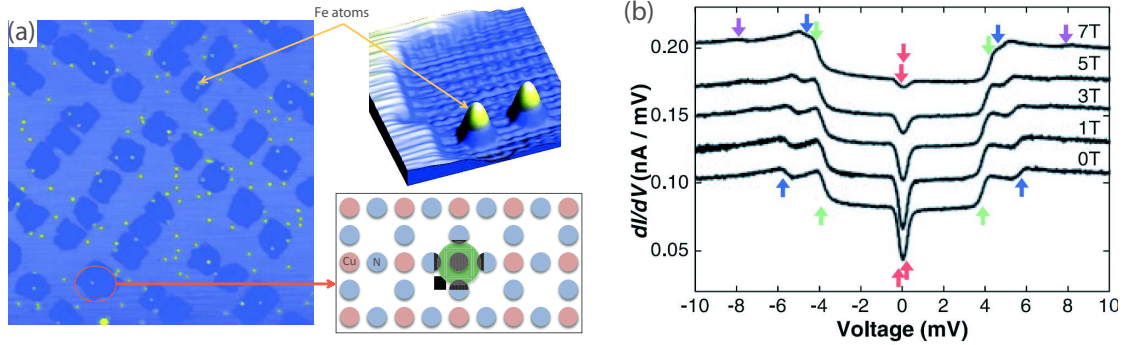 (a)
Fe atoms
Cu
N
(b)
dI/dV (nA / mV)
0.20
0.15
0.10
0.05
7T
5T
3T
1T
0T
-10 -8 -6 -4 -2 0 2 4 6 8 10
Voltage (mV)